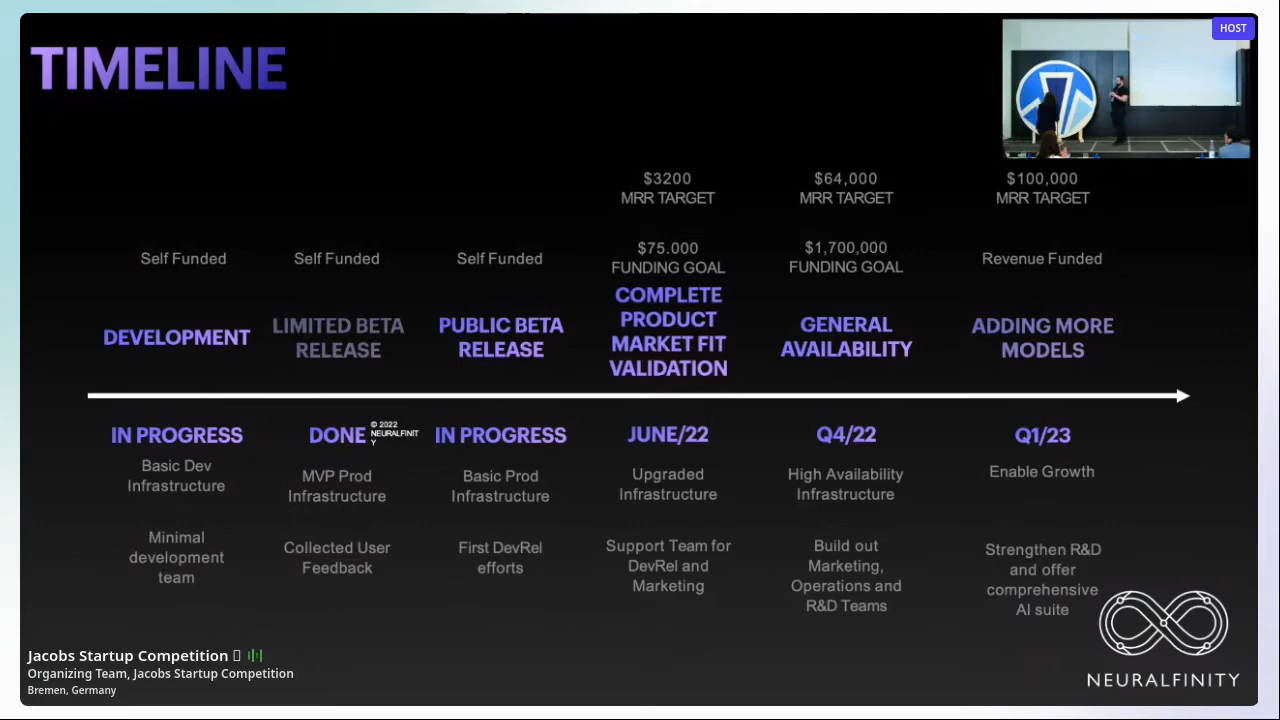 TIMELINE
HOST
$3200
MRR TARGET
$64,000
MRR TARGET
$100,000
MRR TARGET
Self Funded
Self Funded
Self Funded
$75.000
FUNDING GOAL
$1,700,000
FUNDING GOAL
Revenue Funded
DEVELOPMENT
LIMITED BETA
RELEASE
PUBLIC BETA
RELEASE
COMPLETE
PRODUCT
MARKET FIT
VALIDATION
GENERAL
AVAILABILITY
ADDING MORE
MODELS
IN PROGRESS
DONE
© 2022
NEURALFINIT
Y
IN PROGRESS
JUNE/22
Q4/22
Q1/23
Basic Dev
Infrastructure
MVP Prod
Infrastructure
Basic Prod
Infrastructure
Upgraded
Infrastructure
High Availability
Infrastructure
Enable Growth
Minimal
development
team
Collected User
Feedback
First DevRel
efforts
Support Team for
DevRel and
Marketing
Build out
Marketing,
Operations and
R&D Teams
Strengthen R&D
and offer
comprehensive
AI suite
NEURALFINITY
Jacobs Startup Competition
Organizing Team, Jacobs Startup Competition
Bremen, Germany